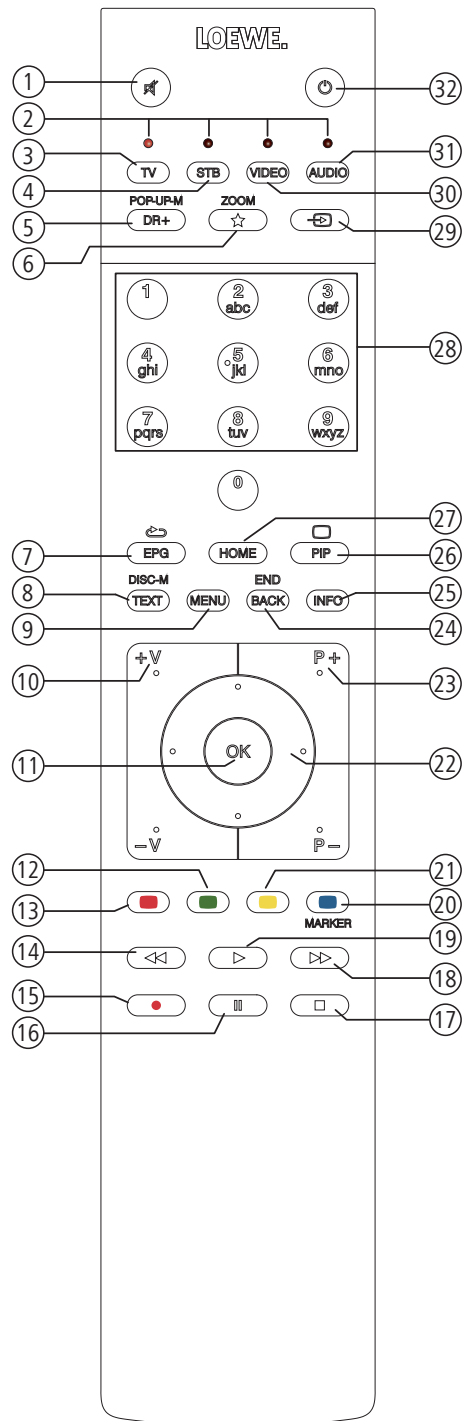 LOEWE.
1
32
2
3
TV
STB
VIDEO
AUDIO
31
4
30
POP-UP-M
ZOOM
5
DR+
29
6
1
2
abc
3
def
4
ghi
5
jkl
6
mno
28
7
pqrs
8
tuv
9
wxyz
0
27
7
EPG
HOME
PIP
26
DISC-M
END
8
TEXT
MENU
BACK
INFO
25
9
24
+V
P+
10
23
11
OK
22
−V
P−
12
21
13
20
MARKER
14
19
18
15
16
17